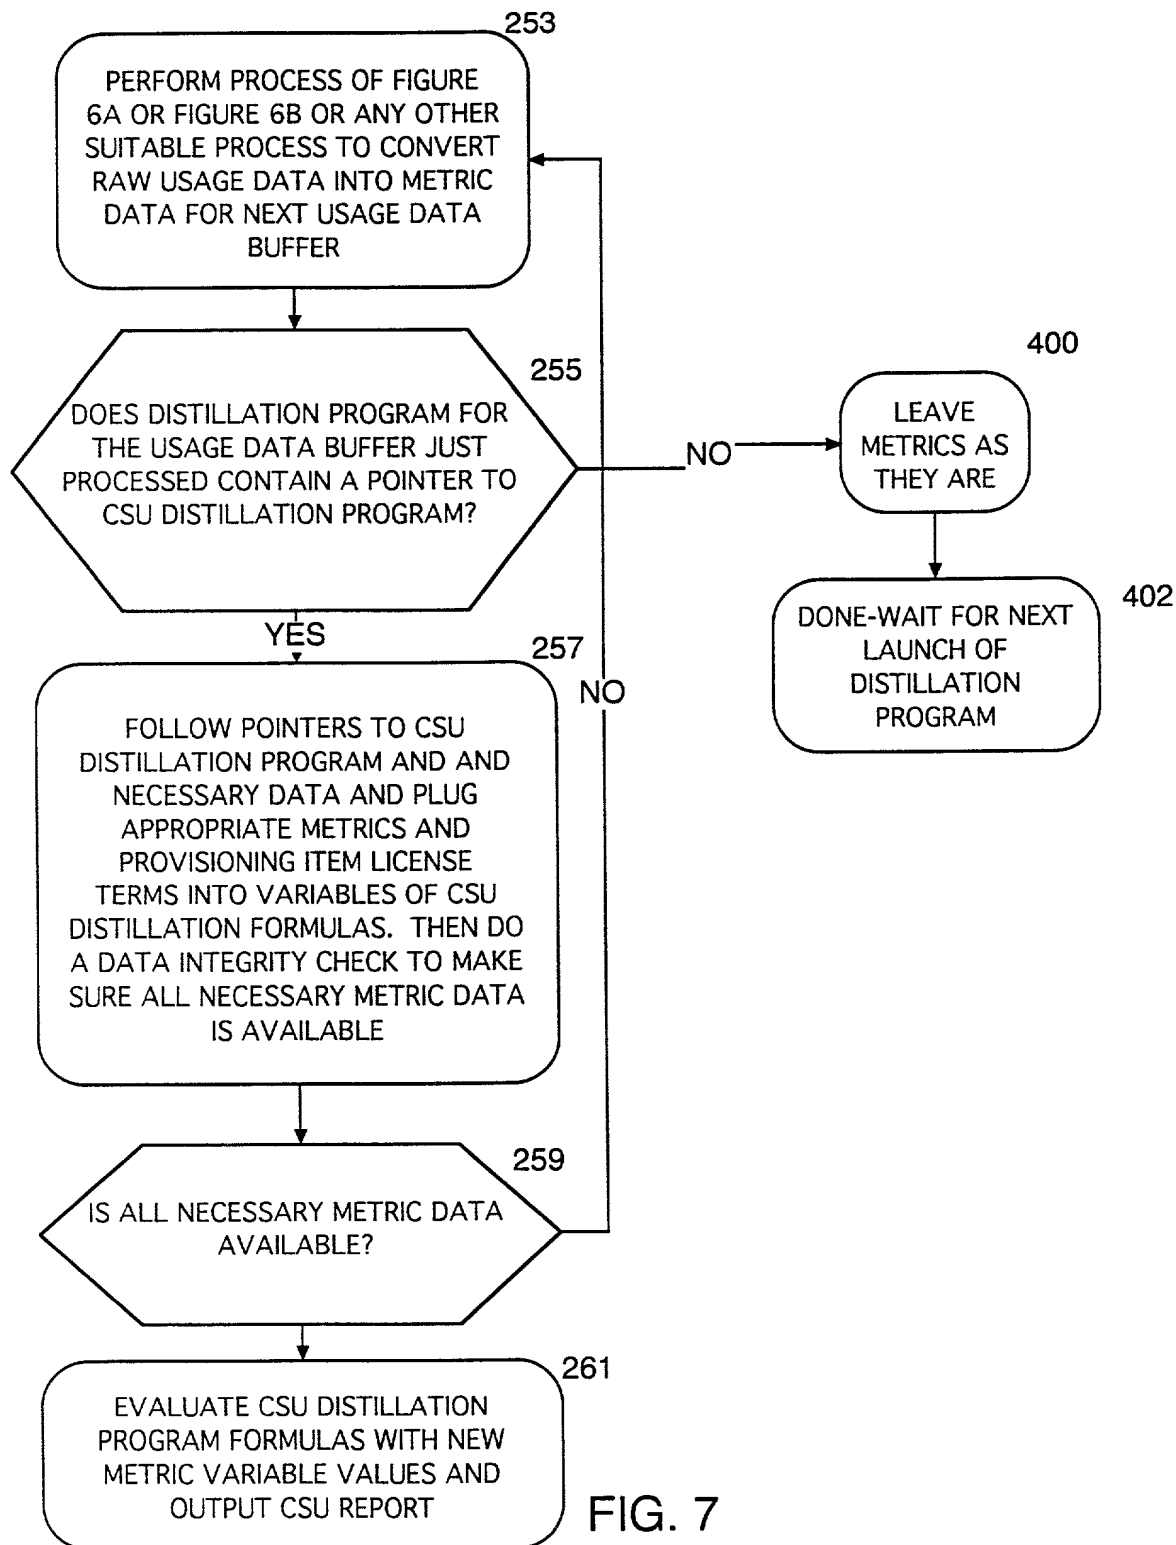 253
PERFORM PROCESS OF FIGURE
6A OR FIGURE 6B OR ANY OTHER
SUITABLE PROCESS TO CONVERT
RAW USAGE DATA INTO METRIC
DATA FOR NEXT USAGE DATA
BUFFER
255
DOES DISTILLATION PROGRAM FOR
THE USAGE DATA BUFFER JUST
PROCESSED CONTAIN A POINTER TO
CSU DISTILLATION PROGRAM?
NO
400
LEAVE
METRICS AS
THEY ARE
402
DONE-WAIT FOR NEXT
LAUNCH OF
DISTILLATION
PROGRAM
YES
257
NO
FOLLOW POINTERS TO CSU
DISTILLATION PROGRAM AND AND
NECESSARY DATA AND PLUG
APPROPRIATE METRICS AND
PROVISIONING ITEM LICENSE
TERMS INTO VARIABLES OF CSU
DISTILLATION FORMULAS. THEN DO
A DATA INTEGRITY CHECK TO MAKE
SURE ALL NECESSARY METRIC DATA
IS AVAILABLE
259
IS ALL NECESSARY METRIC DATA
AVAILABLE?
261
EVALUATE CSU DISTILLATION
PROGRAM FORMULAS WITH NEW
METRIC VARIABLE VALUES AND
OUTPUT CSU REPORT
FIG. 7